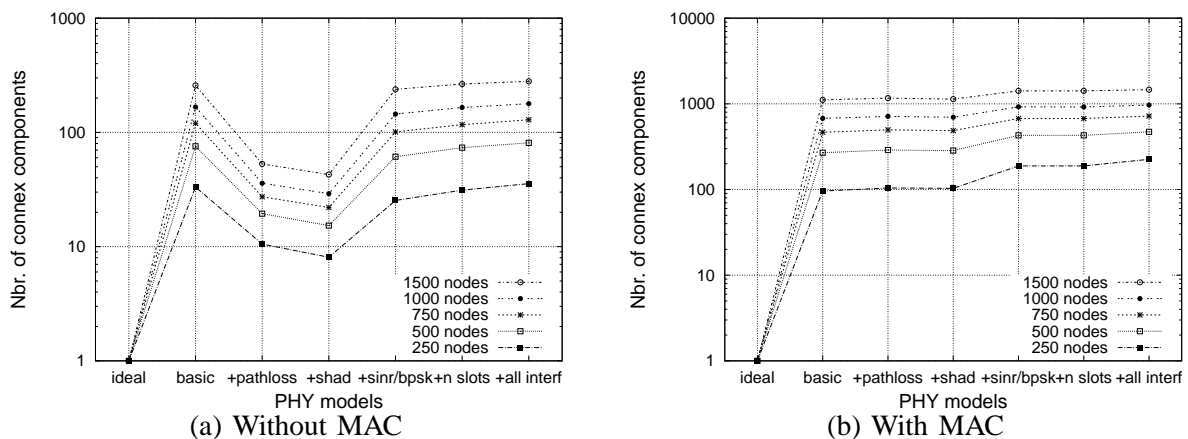 Nbr. of connex components
1000
100
10
1
1500 nodes
1000 nodes
750 nodes
500 nodes
250 nodes
ideal basic +pathloss +shad +sinr/bpsk +n slots +all interf
PHY models
(a) Without MAC
Nbr. of connex components
10000
1000
100
10
1
1500 nodes
1000 nodes
750 nodes
500 nodes
250 nodes
ideal basic +pathloss +shad +sinr/bpsk +n slots +all interf
PHY models
(b) With MAC